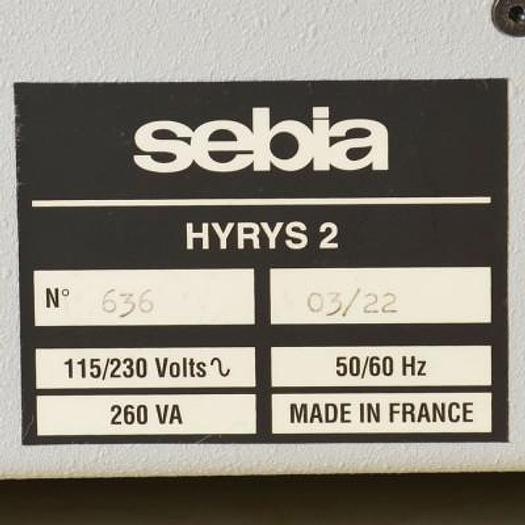 sebia
HYRYS 2
N° 636 03/22
115/230 Volts∿ 50/60 Hz
260 VA MADE IN FRANCE